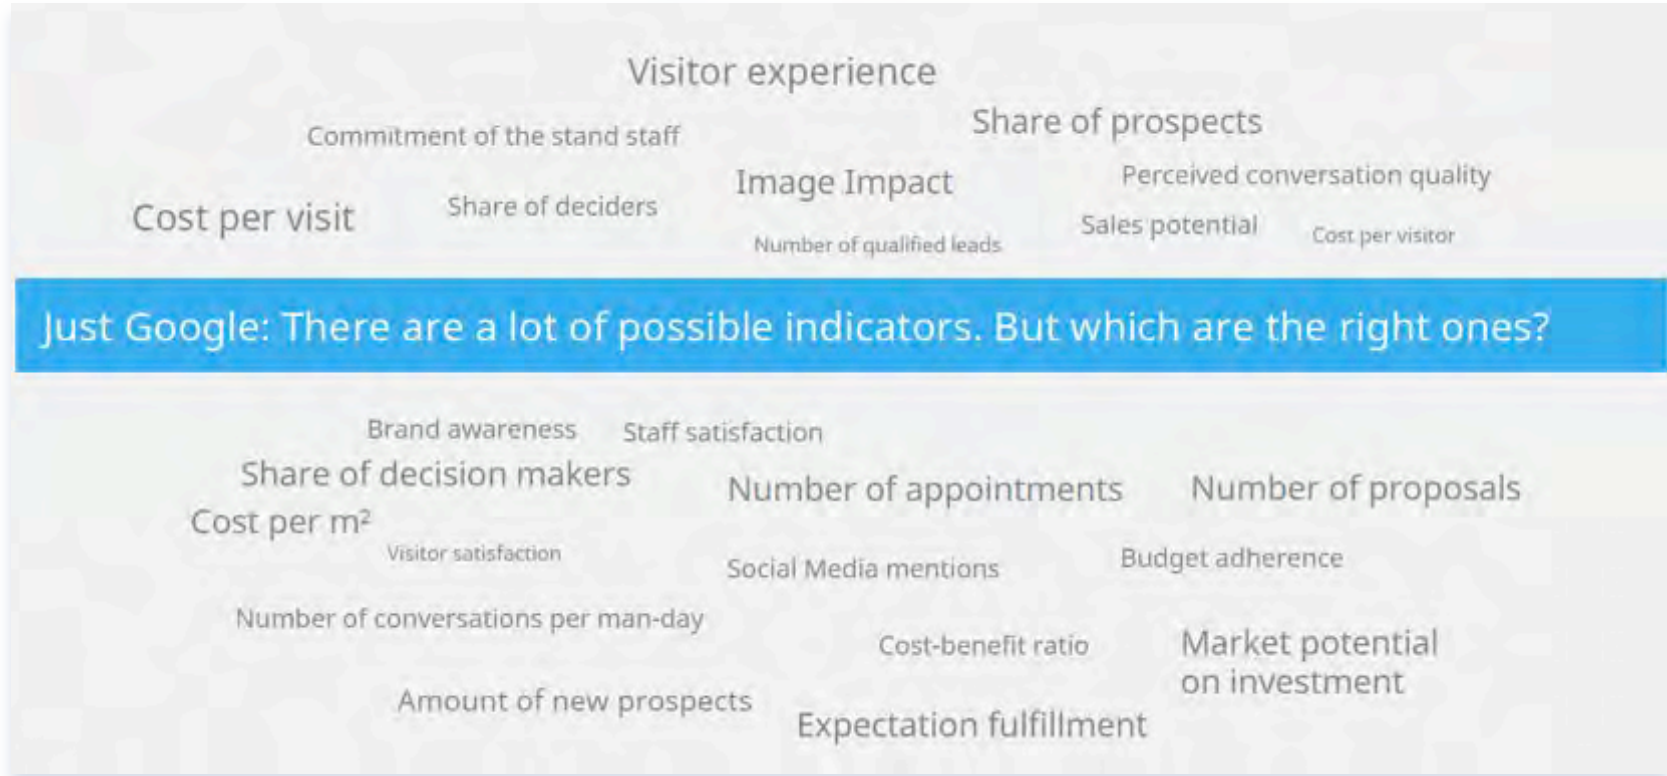 Visitor experience
Share of prospects
Commitment of the stand staff
Perceived conversation quality
Image Impact
Share of deciders
Cost per visit
Sales potential
Cost per visitor
Number of qualified leads
Just Google: There are a lot of possible indicators. But which are the right ones?
Brand awareness
Staff satisfaction
Share of decision makers
Number of appointments
Number of proposals
Cost per m²
Visitor satisfaction
Social Media mentions
Budget adherence
Number of conversations per man-day
Cost-benefit ratio
Market potential
on investment
Amount of new prospects
Expectation fulfillment